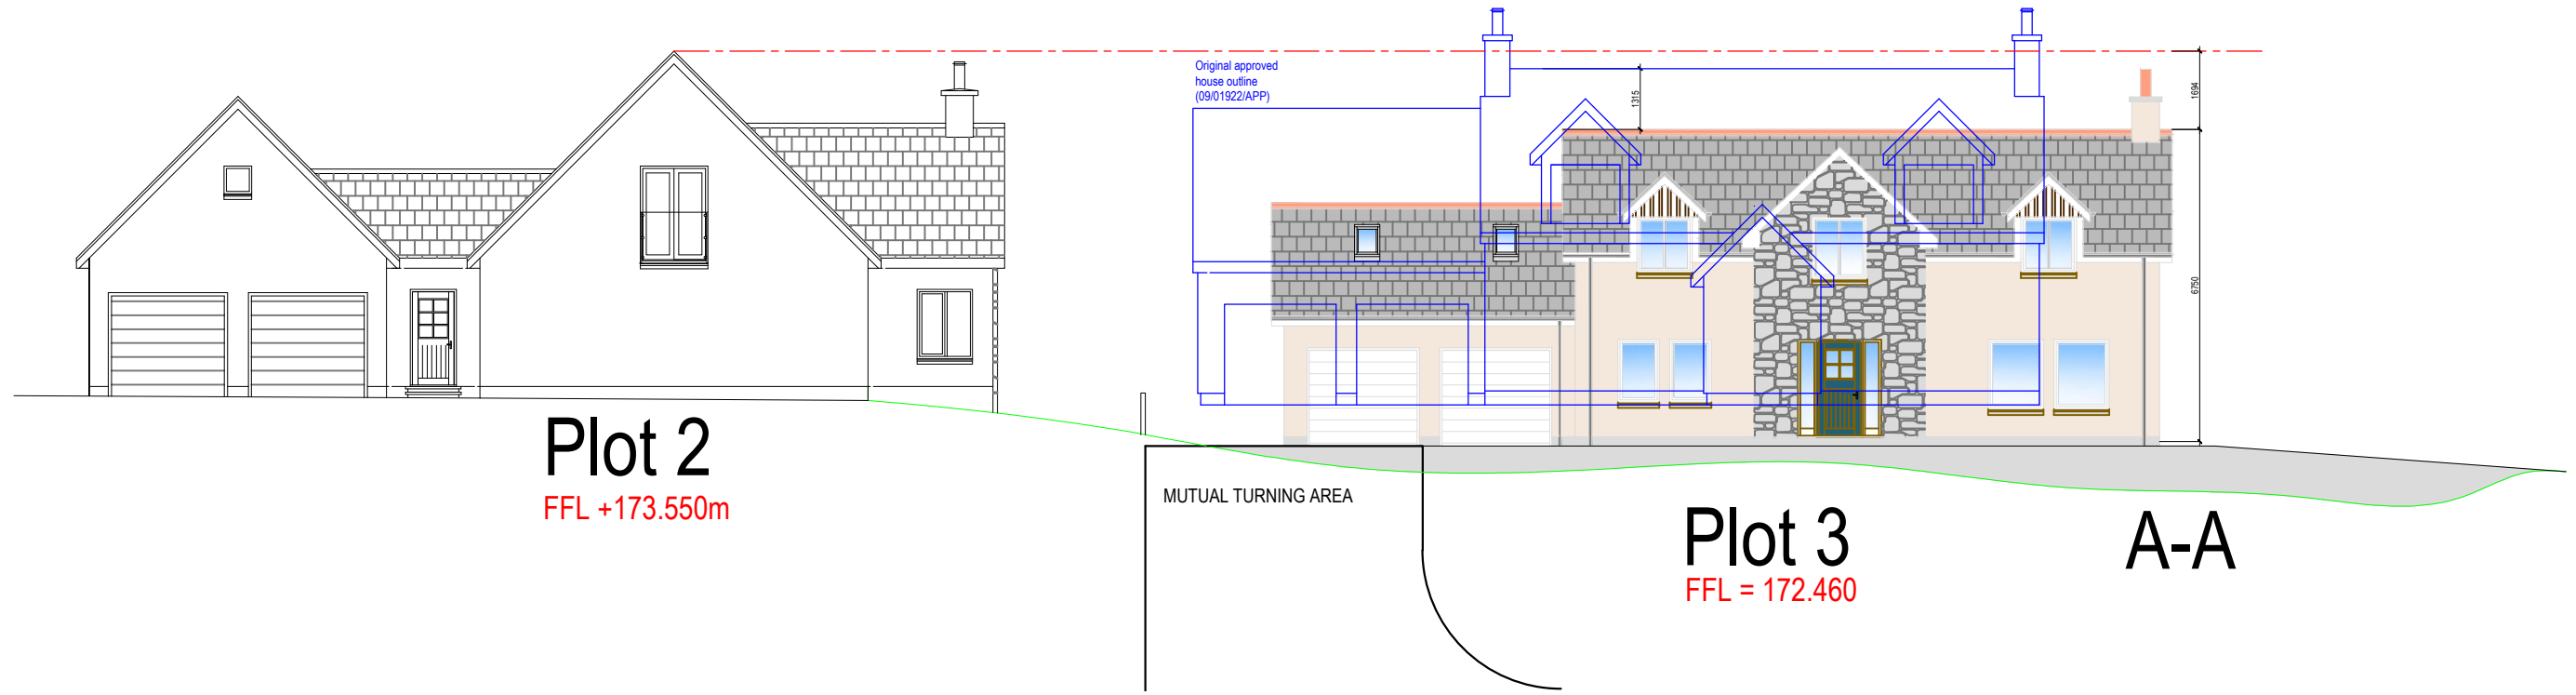 Original approved
house outline
(09/01922/APP)
1315
1694
6750
Plot 2
FFL +173.550m
MUTUAL TURNING AREA
Plot 3
FFL = 172.460
A-A